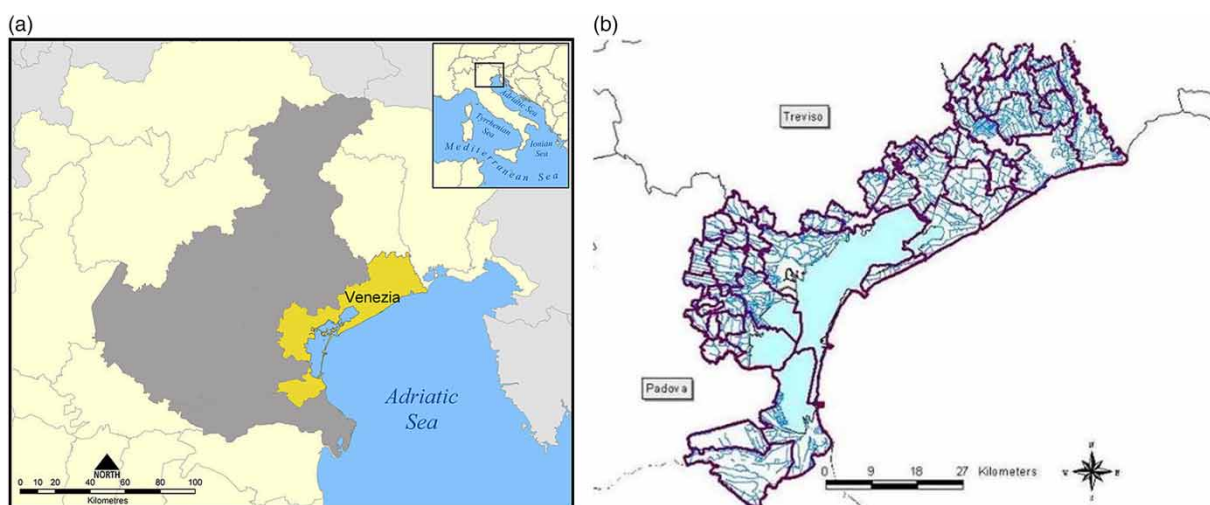 (a)
Adriatic
Sea
Tyrrhenian
Sea
Ionian
Sea
Mediterranean Sea
Venezia
Adriatic
Sea
NORTH
0 10 20 40 60 80 100
Kilometres
(b)
Treviso
Padova
0 9 18 27 Kilometers
N
W E
S